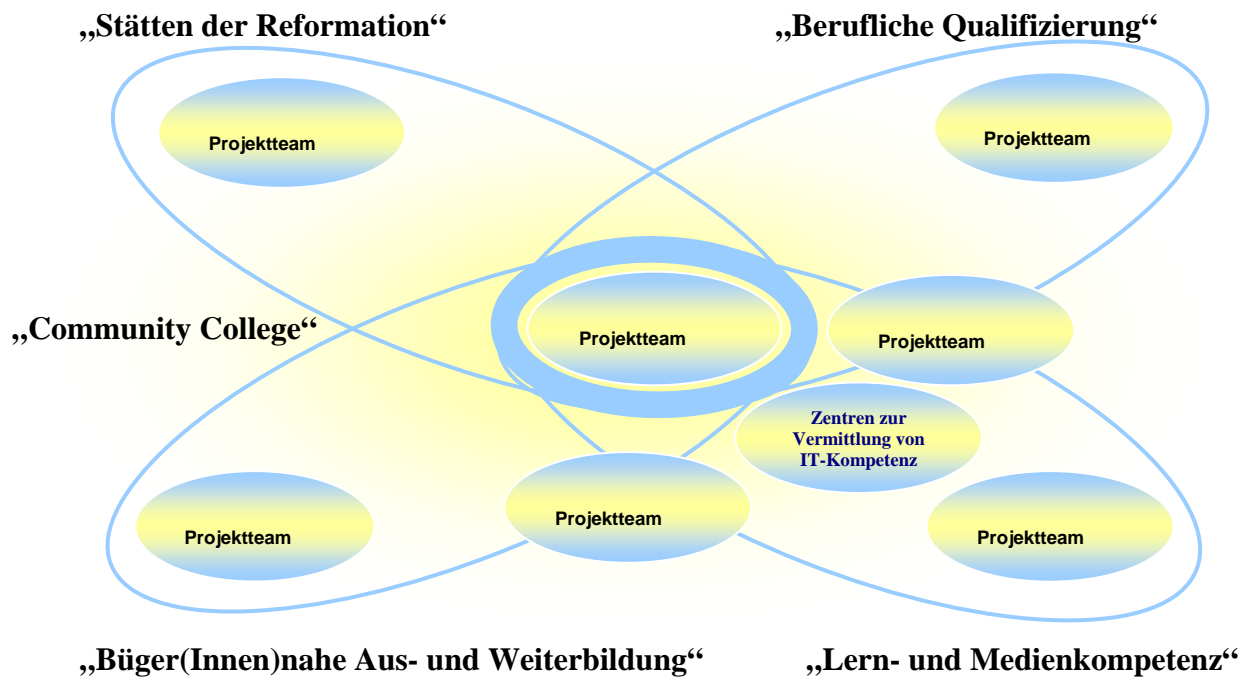 „Stätten der Reformation“
„Berufliche Qualifizierung“
Projektteam
Projektteam
„Community College“
Projektteam
Projektteam
Zentren zur
Vermittlung von
IT-Kompetenz
Projektteam
Projektteam
Projektteam
„Büger(Innen)nahe Aus- und Weiterbildung“
„Lern- und Medienkompetenz“